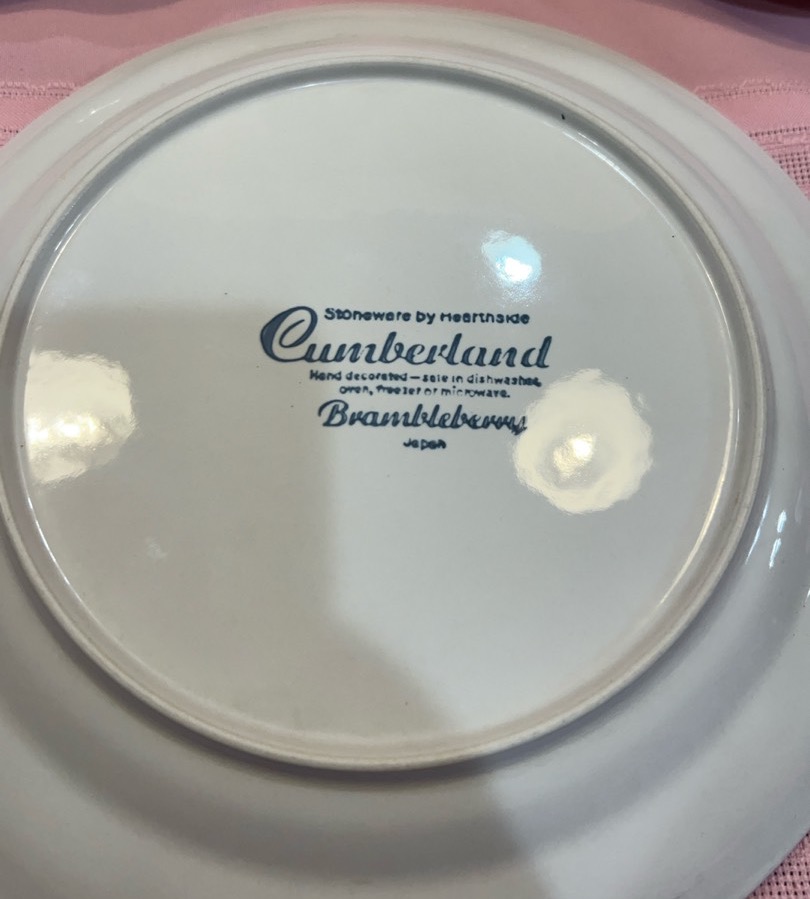 Stoneware by Hearthside
Cumberland
Hand decorated — safe in dishwasher,
oven, freezer or microwave.
Brambleberry
Japan